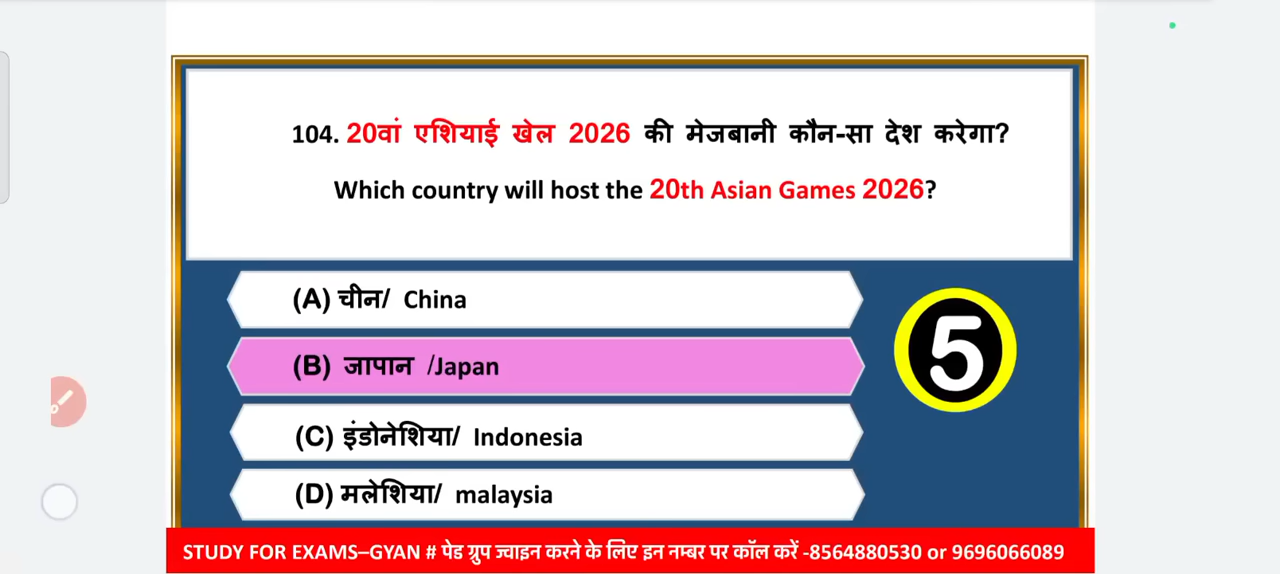 104. 20वां एशियाई खेल 2026 की मेजबानी कौन-सा देश करेगा?
Which country will host the 20th Asian Games 2026?
(A) चीन/ China
(B) जापान /Japan
5
(C) इंडोनेशिया/ Indonesia
(D) मलेशिया/ malaysia
STUDY FOR EXAMS–GYAN # पेड ग्रुप ज्वाइन करने के लिए इन नम्बर पर कॉल करें -8564880530 or 9696066089